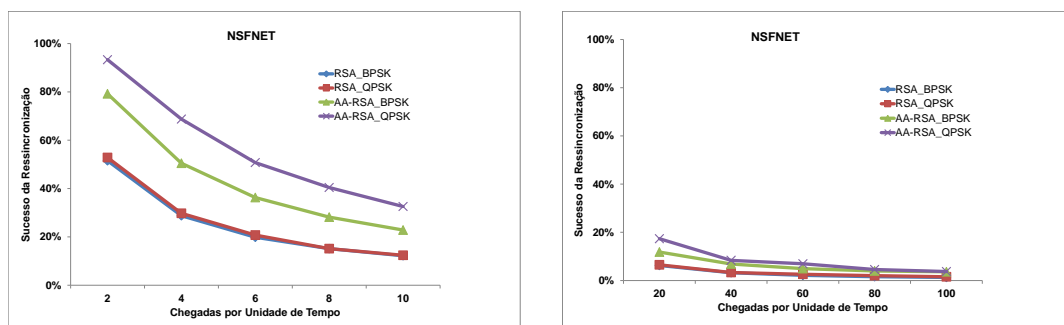 NSFNET
100%
80%
60%
40%
20%
0%
Sucesso da Ressincronização
2 4 6 8 10
Chegadas por Unidade de Tempo
RSA_BPSK
RSA_QPSK
AA-RSA_BPSK
AA-RSA_QPSK
NSFNET
100%
80%
60%
40%
20%
0%
Sucesso da Ressincronização
20 40 60 80 100
Chegadas por Unidade de Tempo
RSA_BPSK
RSA_QPSK
AA-RSA_BPSK
AA-RSA_QPSK